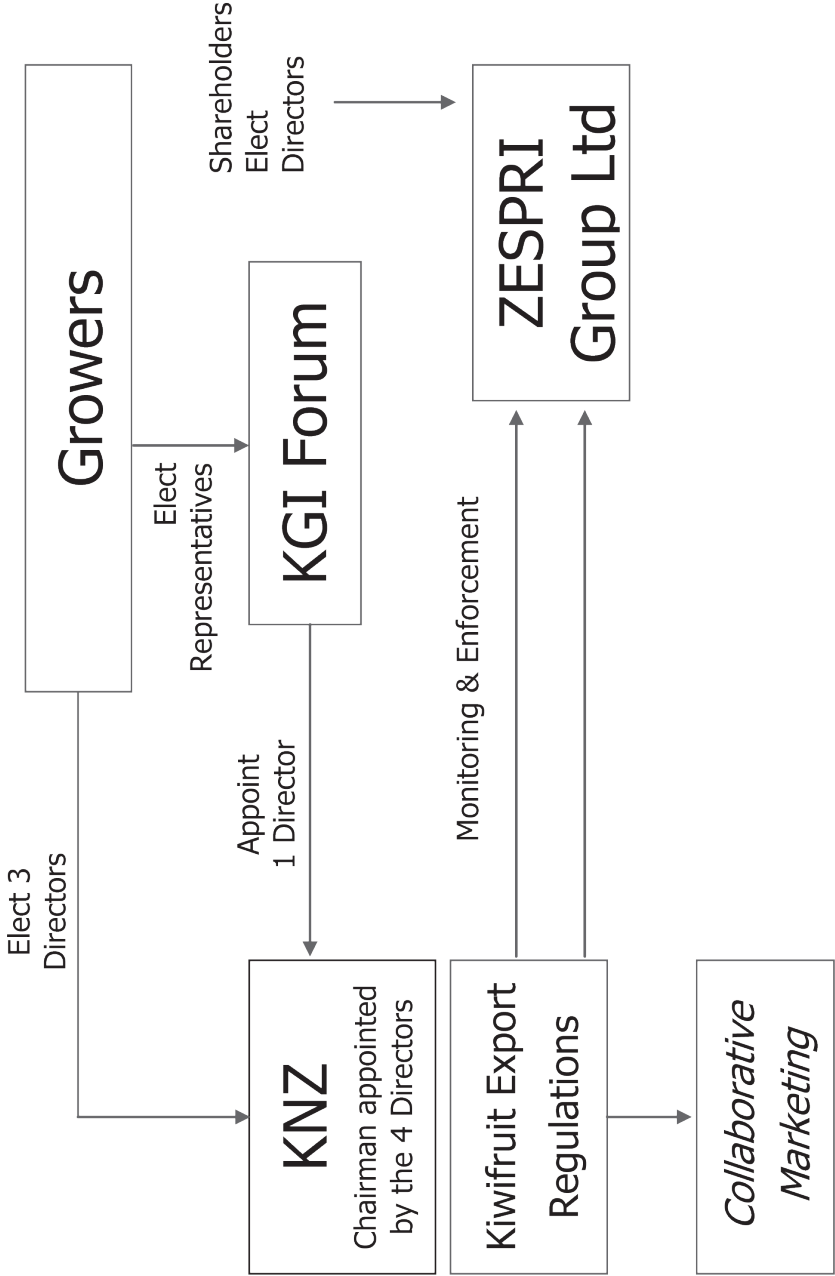 Growers
Elect 3
Directors
Elect
Representatives
Shareholders
Elect
Directors
KNZ
Chairman appointed
by the 4 Directors
Appoint
1 Director
KGI Forum
Kiwifruit Export
Regulations
Monitoring & Enforcement
ZESPRI
Group Ltd
Collaborative
Marketing